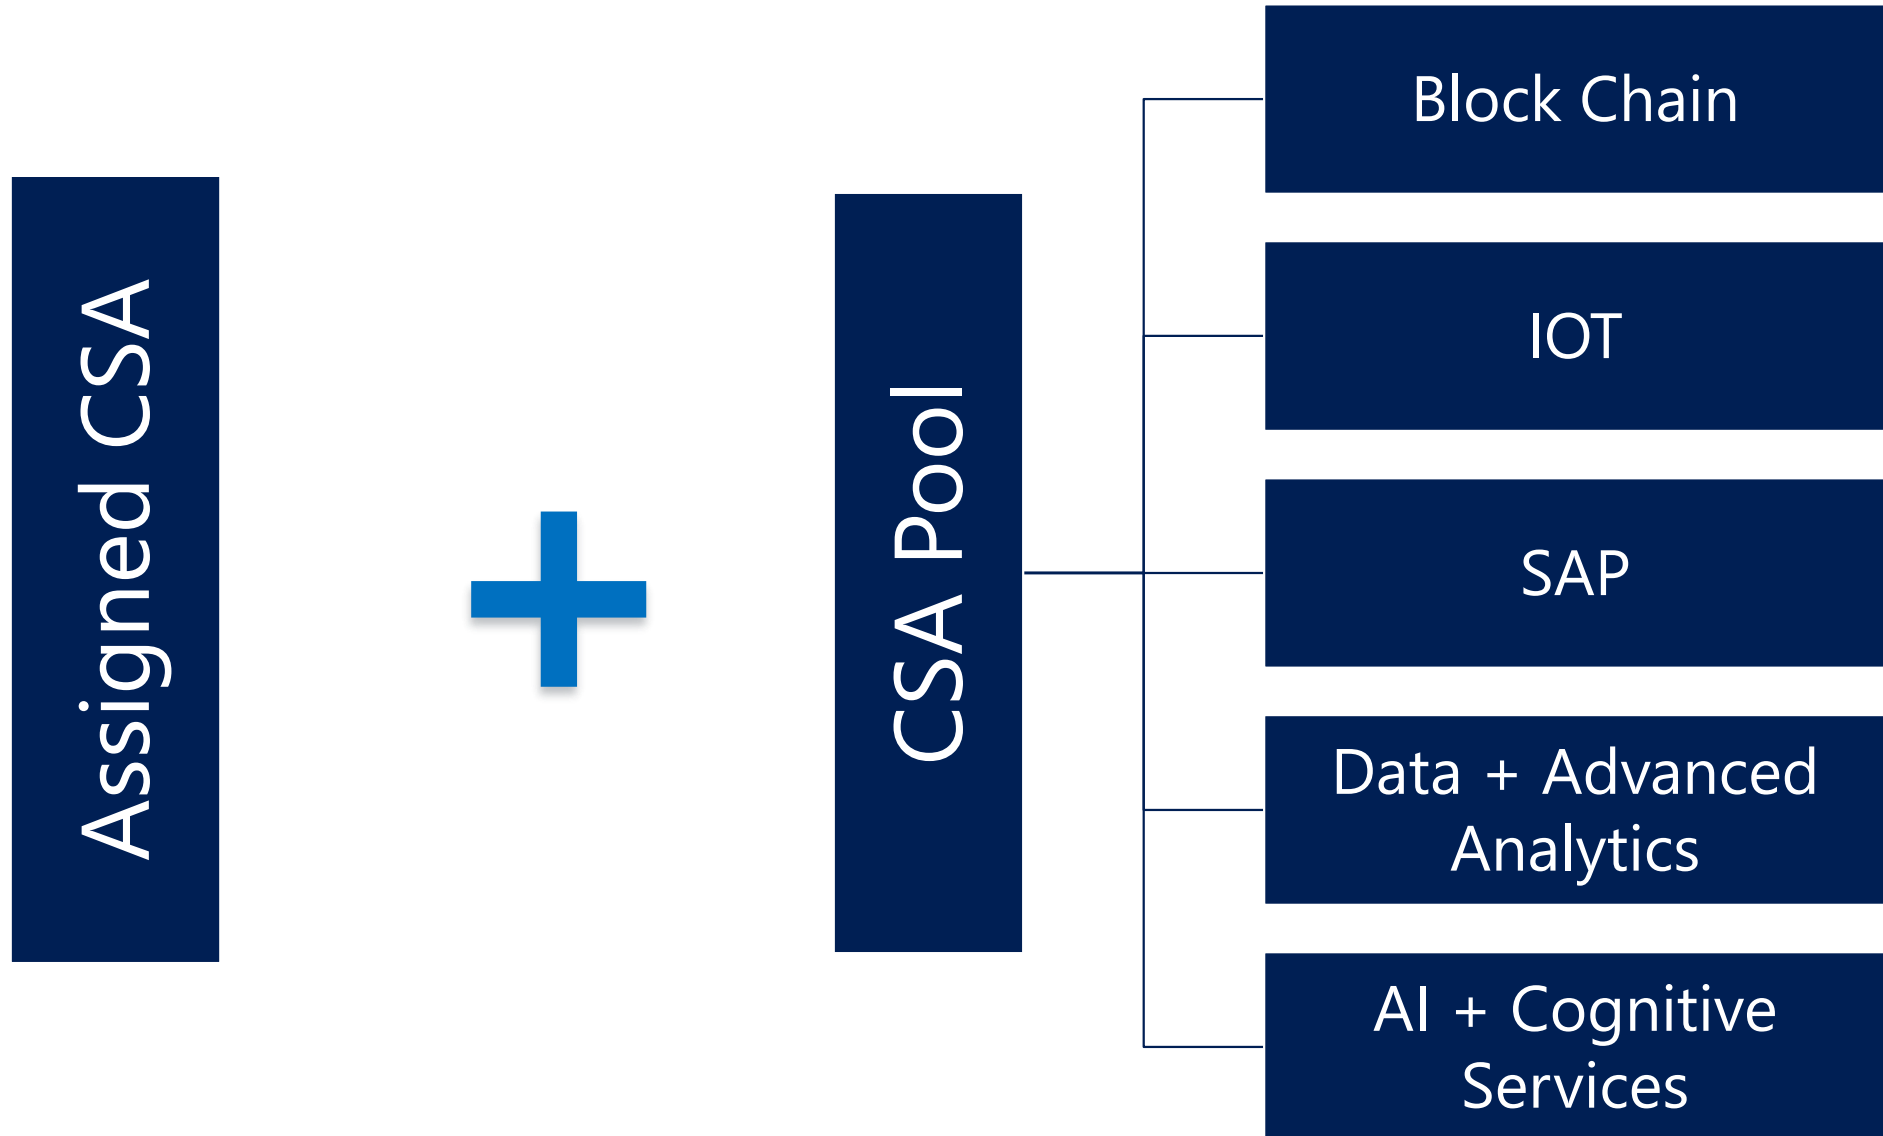 Assigned CSA
CSA Pool
Block Chain
IOT
SAP
Data + Advanced
Analytics
AI + Cognitive
Services